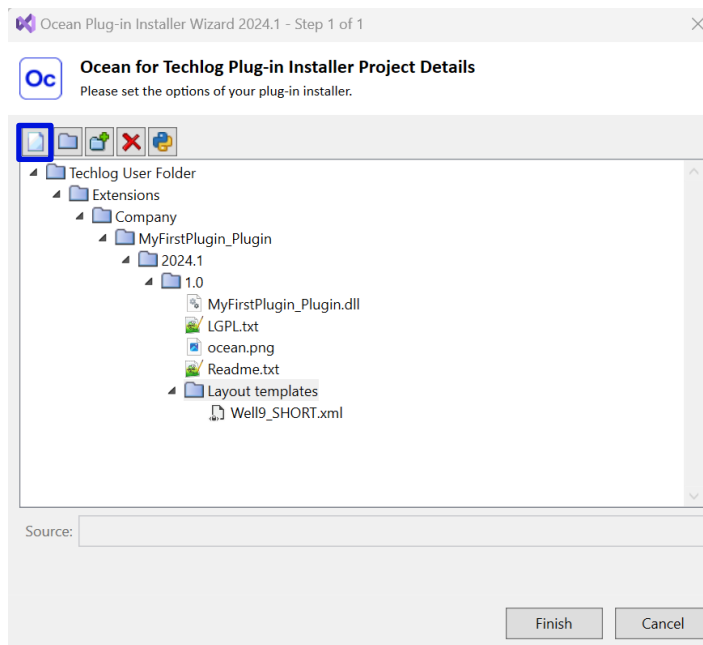 Ocean Plug-in Installer Wizard 2024.1 - Step 1 of 1
Oc
Ocean for Techlog Plug-in Installer Project Details
Please set the options of your plug-in installer.
Techlog User Folder
Extensions
Company
MyFirstPlugin_Plugin
2024.1
1.0
MyFirstPlugin_Plugin.dll
LGPL.txt
ocean.png
Readme.txt
Layout templates
Well9_SHORT.xml
Source:
Finish
Cancel